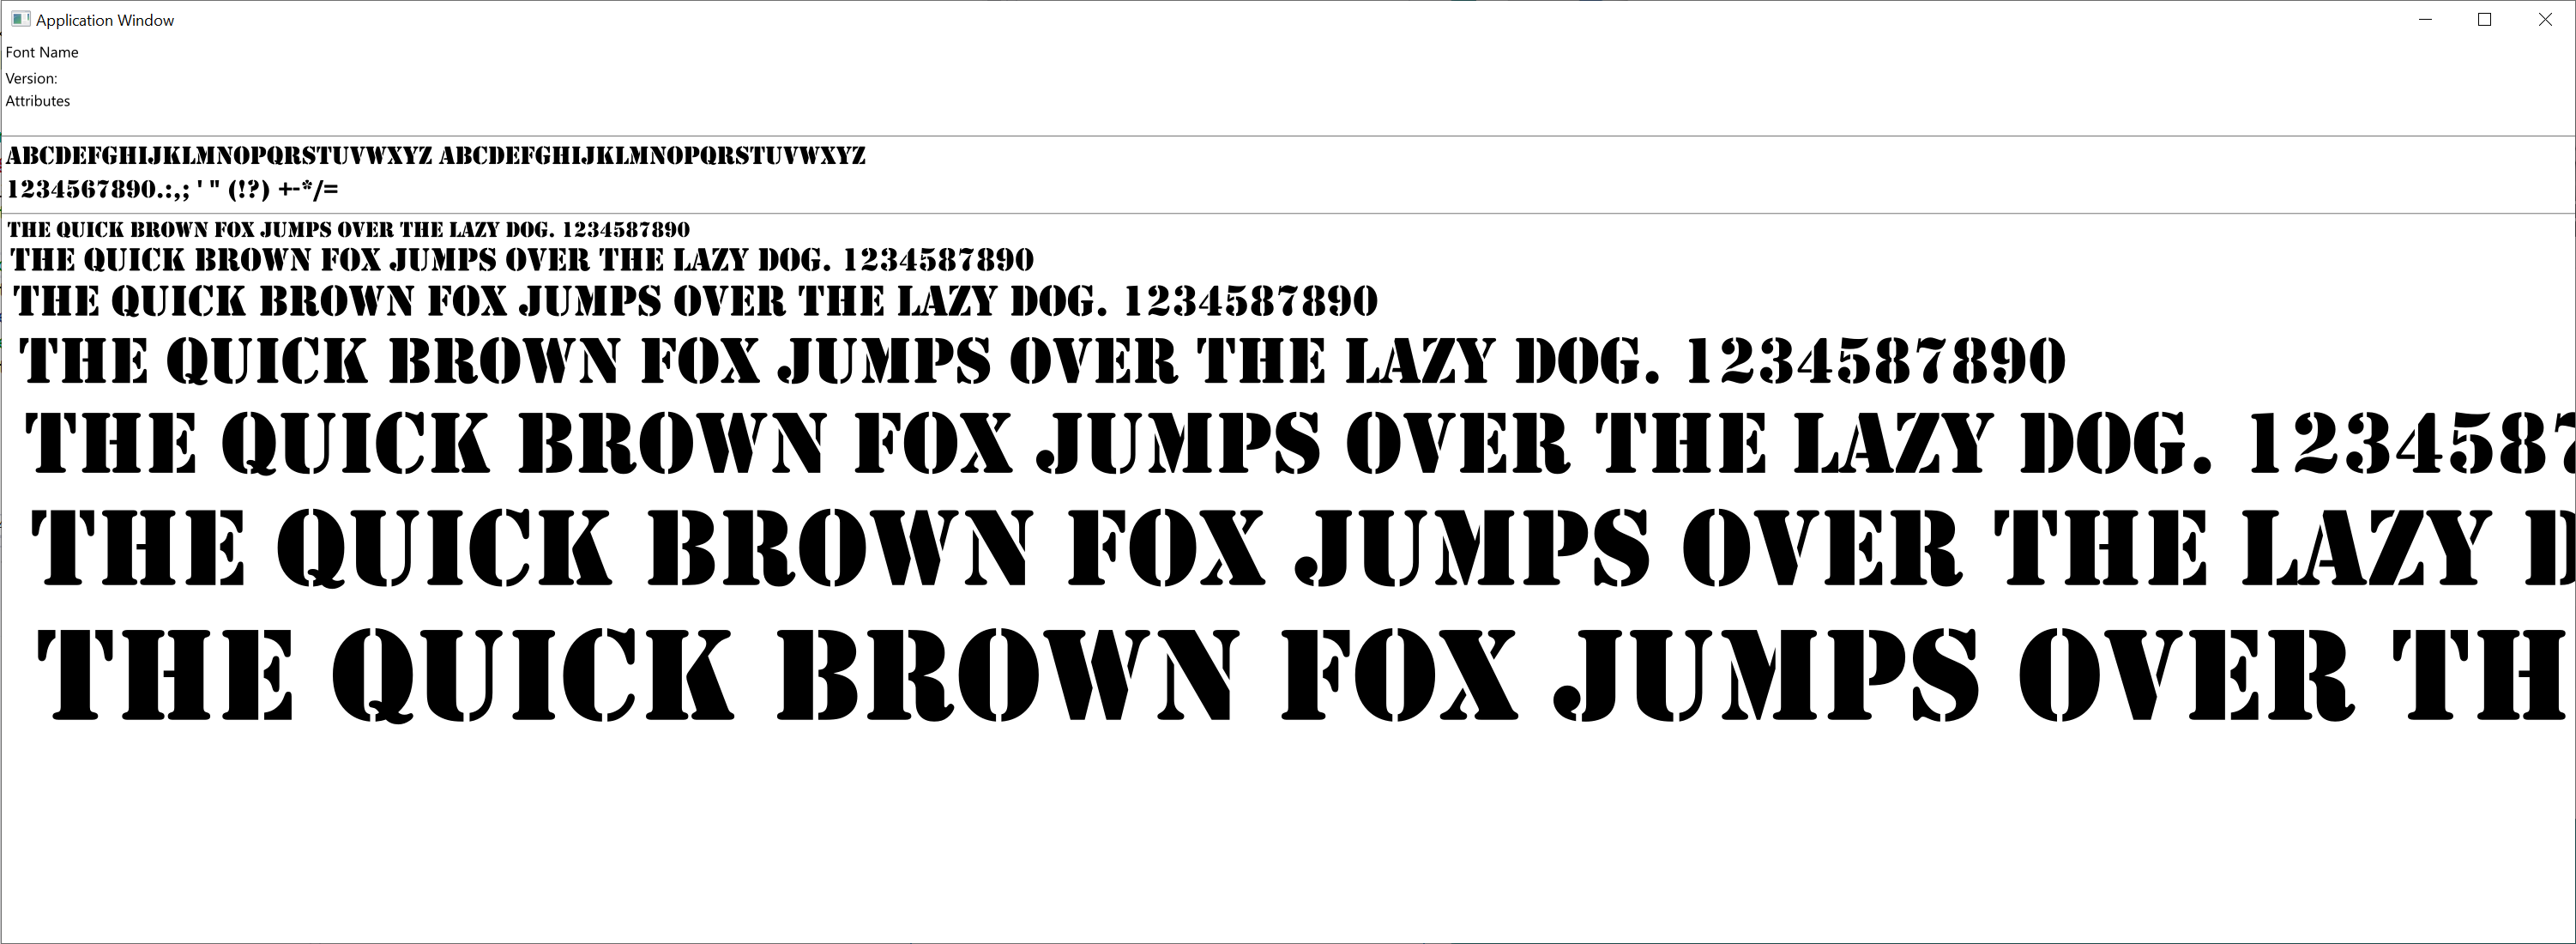 Application Window
Font Name
Version:
Attributes
ABCDEFGHIJKLMNOPQRSTUVWXYZ ABCDEFGHIJKLMNOPQRSTUVWXYZ
1234567890.:,; ' " (!?) +-*/=
THE QUICK BROWN FOX JUMPS OVER THE LAZY DOG. 1234587890
THE QUICK BROWN FOX JUMPS OVER THE LAZY DOG. 1234587890
THE QUICK BROWN FOX JUMPS OVER THE LAZY DOG. 1234587890
THE QUICK BROWN FOX JUMPS OVER THE LAZY DOG. 1234587890
THE QUICK BROWN FOX JUMPS OVER THE LAZY DOG. 1234587
THE QUICK BROWN FOX JUMPS OVER THE LAZY D
THE QUICK BROWN FOX JUMPS OVER TH